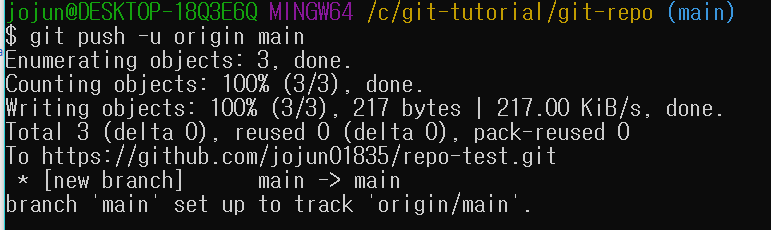 jojun@DESKTOP-18Q3E6Q MINGW64 /c/git-tutorial/git-repo (main)
$ git push -u origin main
Enumerating objects: 3, done.
Counting objects: 100% (3/3), done.
Writing objects: 100% (3/3), 217 bytes | 217.00 KiB/s, done.
Total 3 (delta 0), reused 0 (delta 0), pack-reused 0
To https://github.com/jojun01835/repo-test.git
 * [new branch]      main -> main
branch 'main' set up to track 'origin/main'.